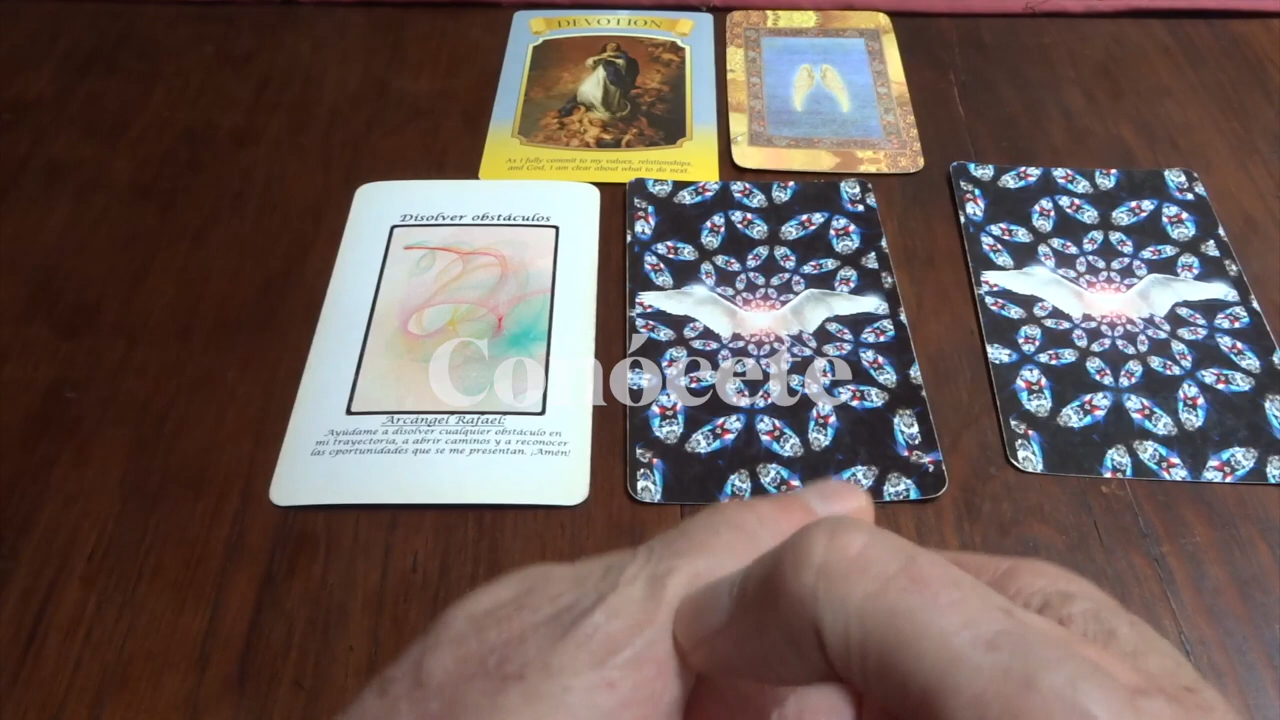 DEVOTION
As I fully commit to my values, relationships,
and God, I am clear about what to do next.
Disolver obstáculos
Conócete
Arcángel Rafael:
Ayúdame a disolver cualquier obstáculo en
mi trayectoria, a abrir caminos y a reconocer
las oportunidades que se me presentan. ¡Amén!